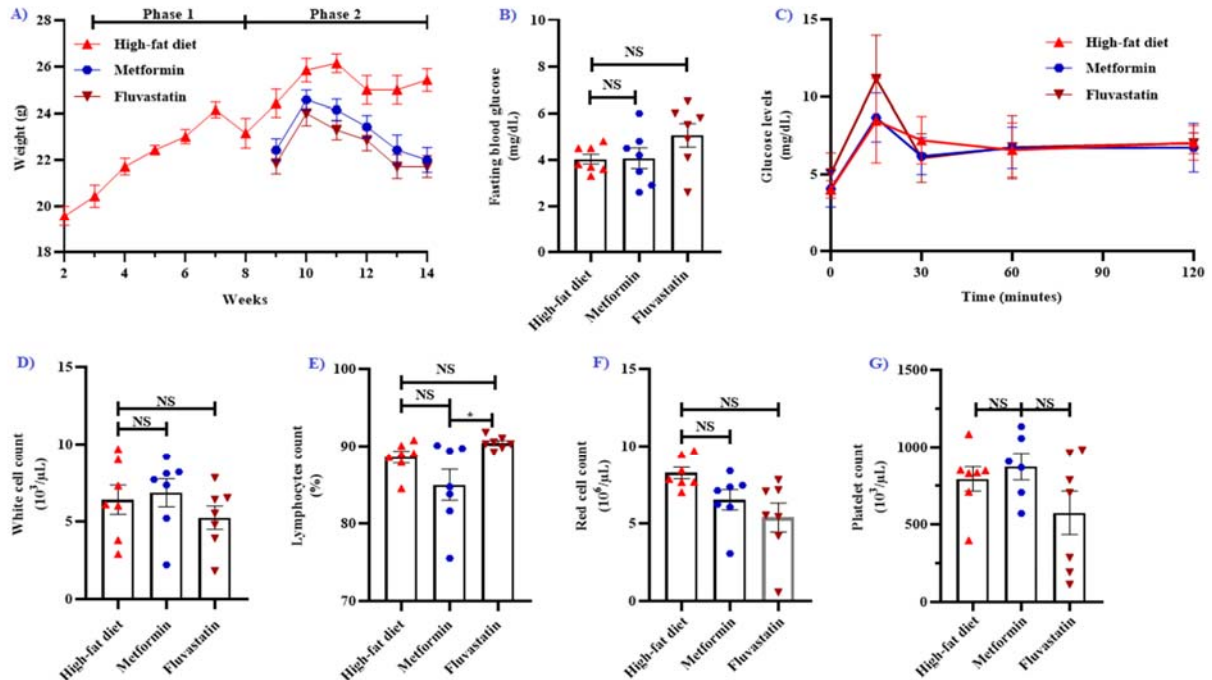 A)
Phase 1
Phase 2
28
26
24
22
20
18
High-fat diet
Metformin
Fluvastatin
Weight (g)
2
4
6
8
10
12
14
Weeks
B)
8
6
4
2
0
NS
NS
Fasting blood glucose
(mg/dL)
High-fat diet
Metformin
Fluvastatin
C)
15
10
5
0
High-fat diet
Metformin
Fluvastatin
Glucose levels
(mg/dL)
0
30
60
90
120
Time (minutes)
D)
15
10
5
0
NS
NS
White cell count
(10³/µL)
High-fat diet
Metformin
Fluvastatin
E)
100
90
80
70
NS
NS
*
Lymphocytes count
(%)
High-fat diet
Metformin
Fluvastatin
F)
15
10
5
0
NS
NS
Red cell count
(10⁶/µL)
High-fat diet
Metformin
Fluvastatin
G)
1500
1000
500
0
NS
NS
Platelet count
(10³/µL)
High-fat diet
Metformin
Fluvastatin